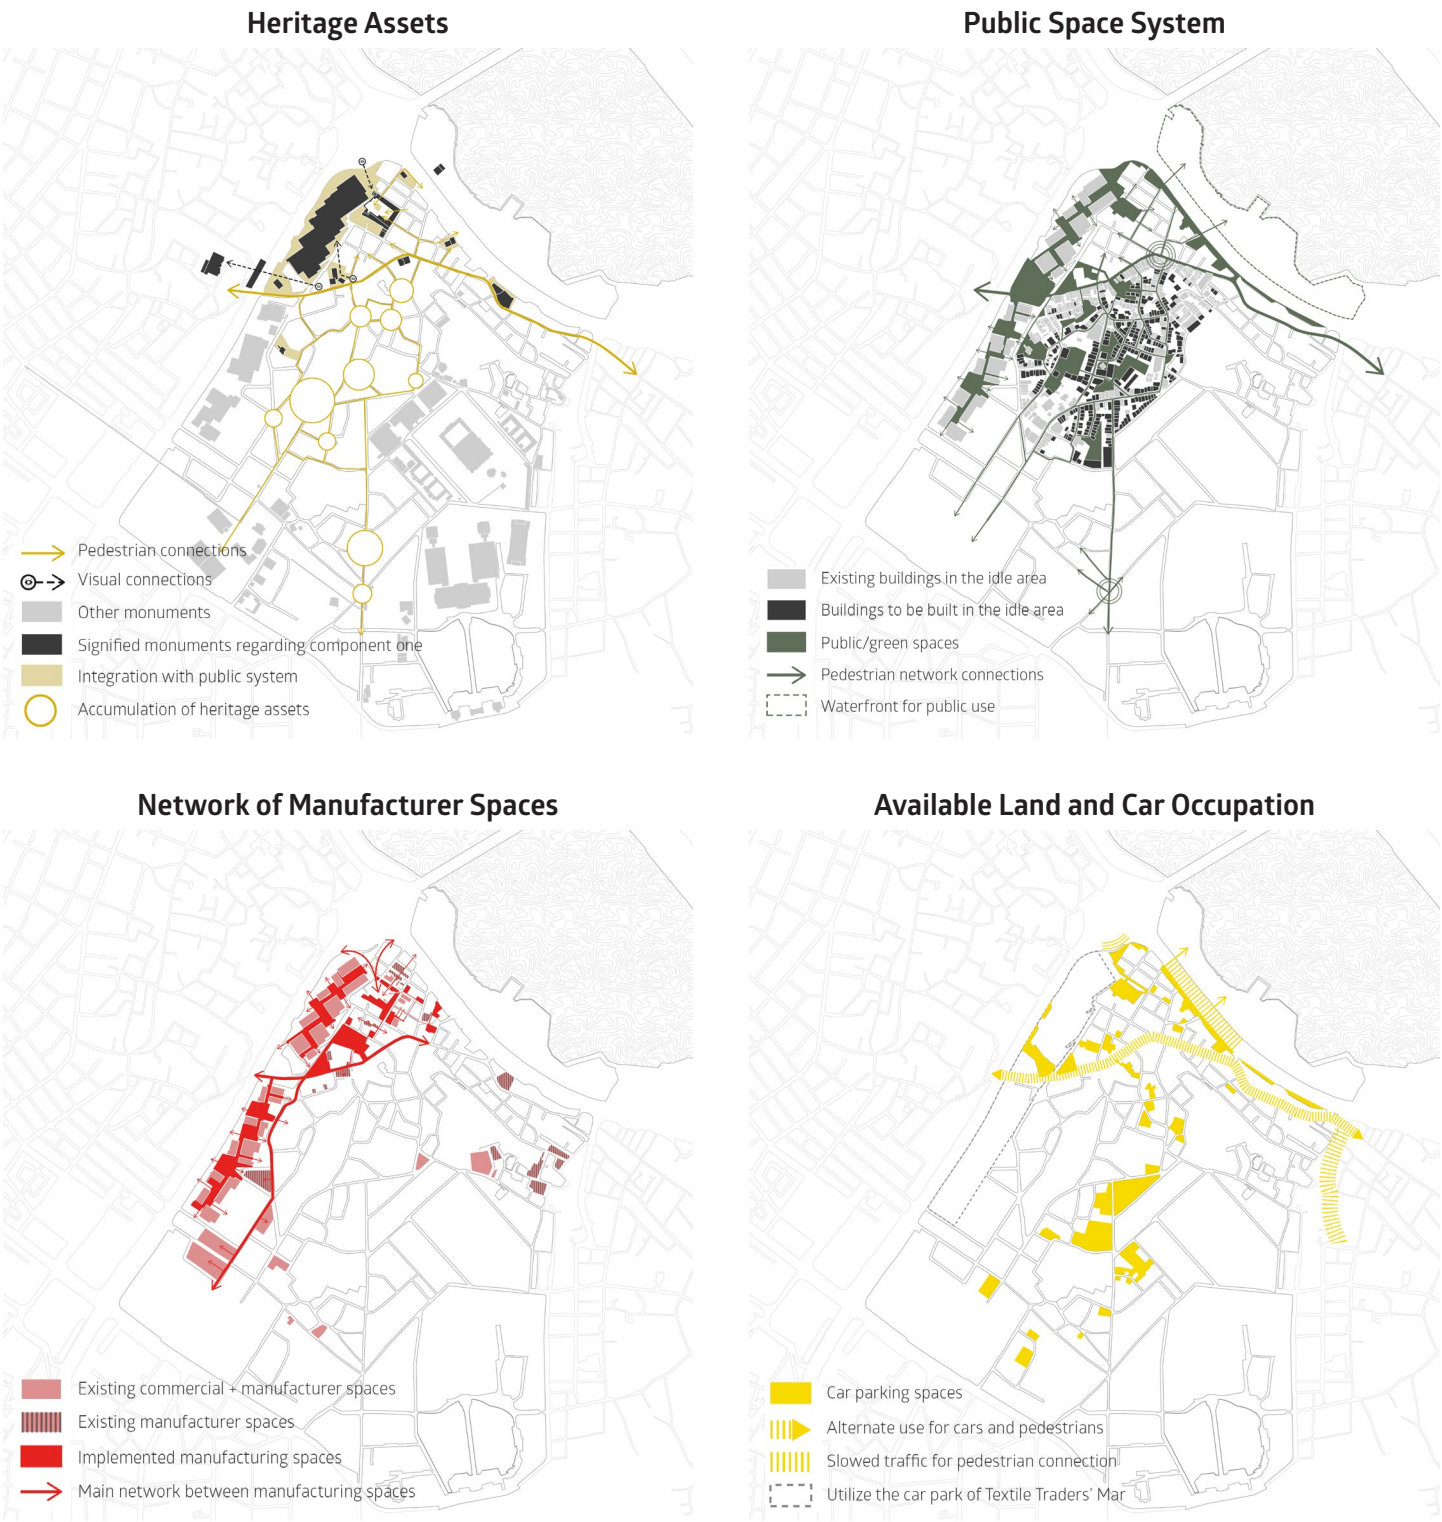 Heritage Assets
Pedestrian connections
Visual connections
Other monuments
Signified monuments regarding component one
Integration with public system
Accumulation of heritage assets
Public Space System
Existing buildings in the idle area
Buildings to be built in the idle area
Public/green spaces
Pedestrian network connections
Waterfront for public use
Network of Manufacturer Spaces
Existing commercial + manufacturer spaces
Existing manufacturer spaces
Implemented manufacturing spaces
Main network between manufacturing spaces
Available Land and Car Occupation
Car parking spaces
Alternate use for cars and pedestrians
Slowed traffic for pedestrian connection
Utilize the car park of Textile Traders' Mar